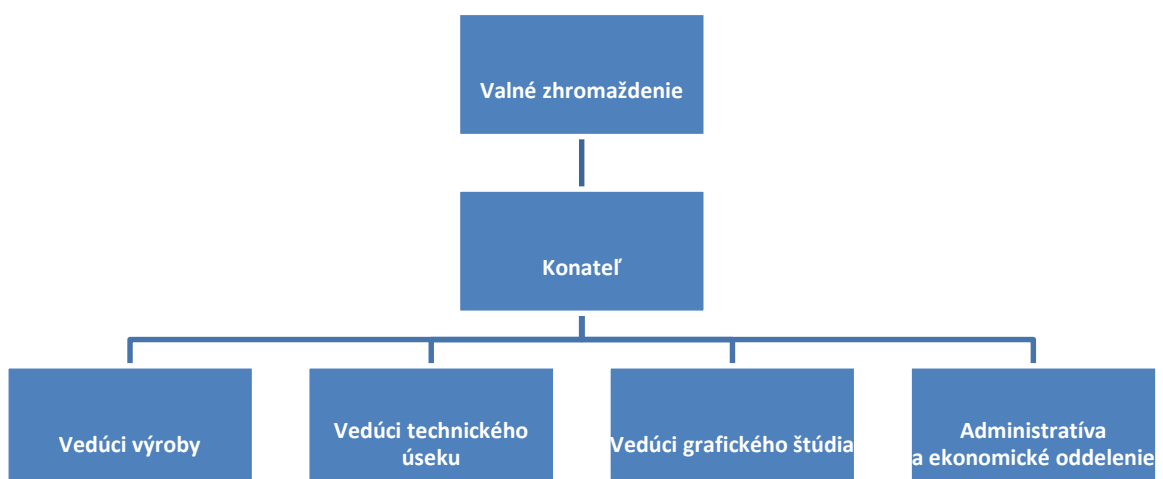 Valné zhromaždenie
Konateľ
Vedúci výroby
Vedúci technického
úseku
Vedúci grafického štúdia
Administratíva
a ekonomické oddelenie